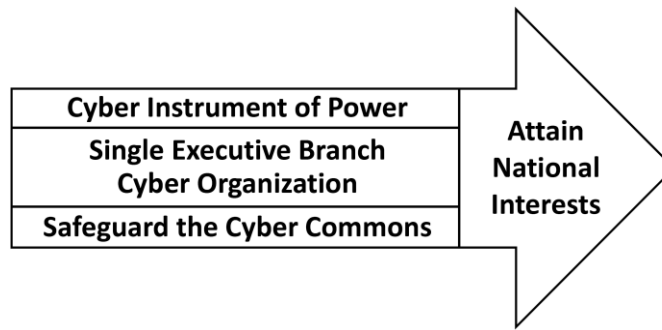 Cyber Instrument of Power
Single Executive Branch
Cyber Organization
Safeguard the Cyber Commons
Attain
National
Interests